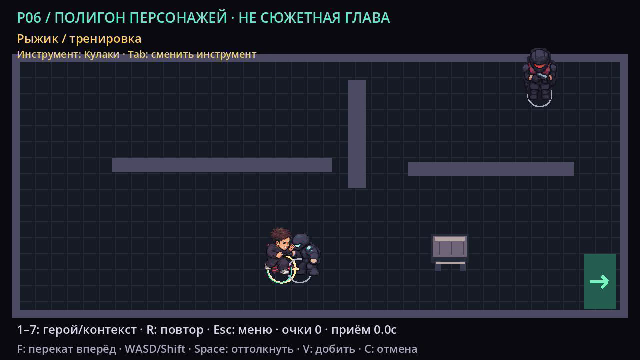 P06 / ПОЛИГОН ПЕРСОНАЖЕЙ · НЕ СЮЖЕТНАЯ ГЛАВА
Рыжик / тренировка
Инструмент: Кулаки · Tab: сменить инструмент
1–7: герой/контекст · R: повтор · Esc: меню · очки 0 · приём 0.0с
F: перекат вперёд · WASD/Shift · Space: оттолкнуть · V: добить · C: отмена